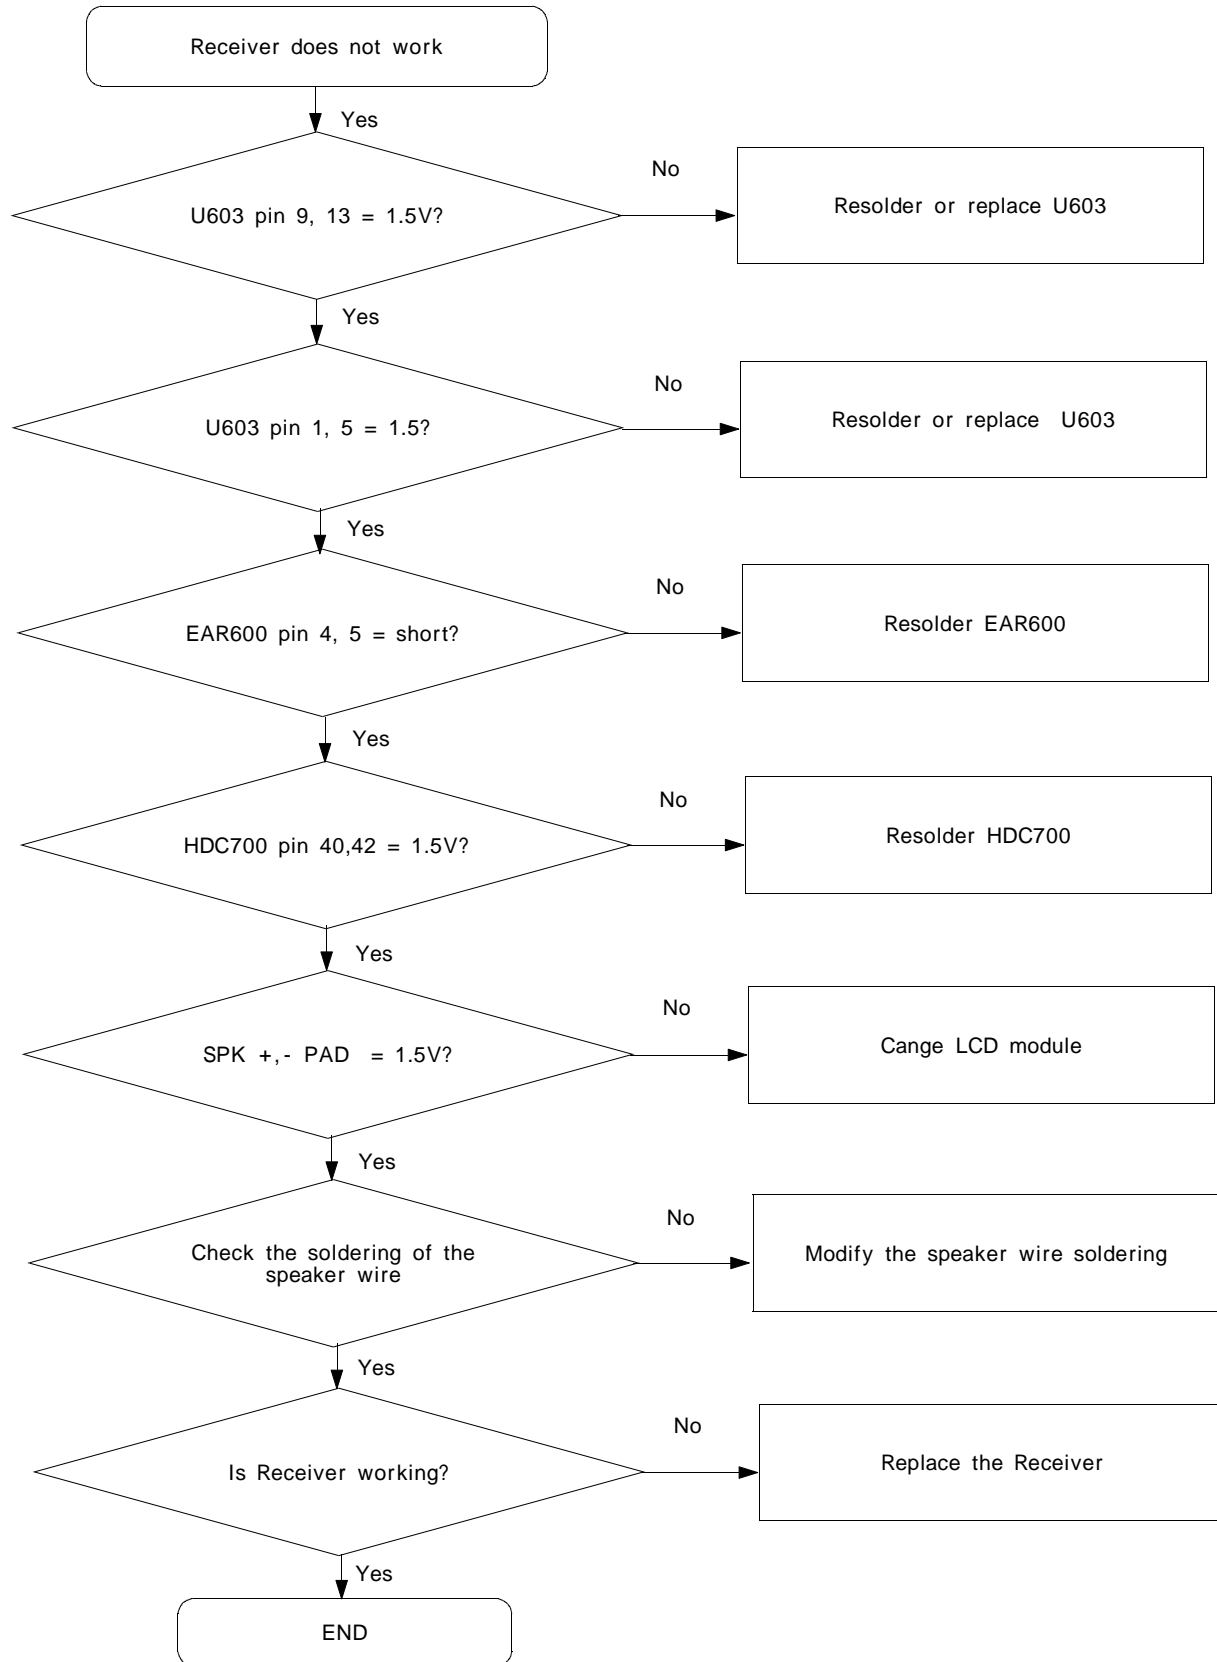 Receiver does not work
Yes
U603 pin 9, 13 = 1.5V?
No
Resolder or replace U603
Yes
U603 pin 1, 5 = 1.5?
No
Resolder or replace U603
Yes
EAR600 pin 4, 5 = short?
No
Resolder EAR600
Yes
HDC700 pin 40,42 = 1.5V?
No
Resolder HDC700
Yes
SPK +,- PAD = 1.5V?
No
Cange LCD module
Yes
Check the soldering of the
speaker wire
No
Modify the speaker wire soldering
Yes
Is Receiver working?
No
Replace the Receiver
Yes
END